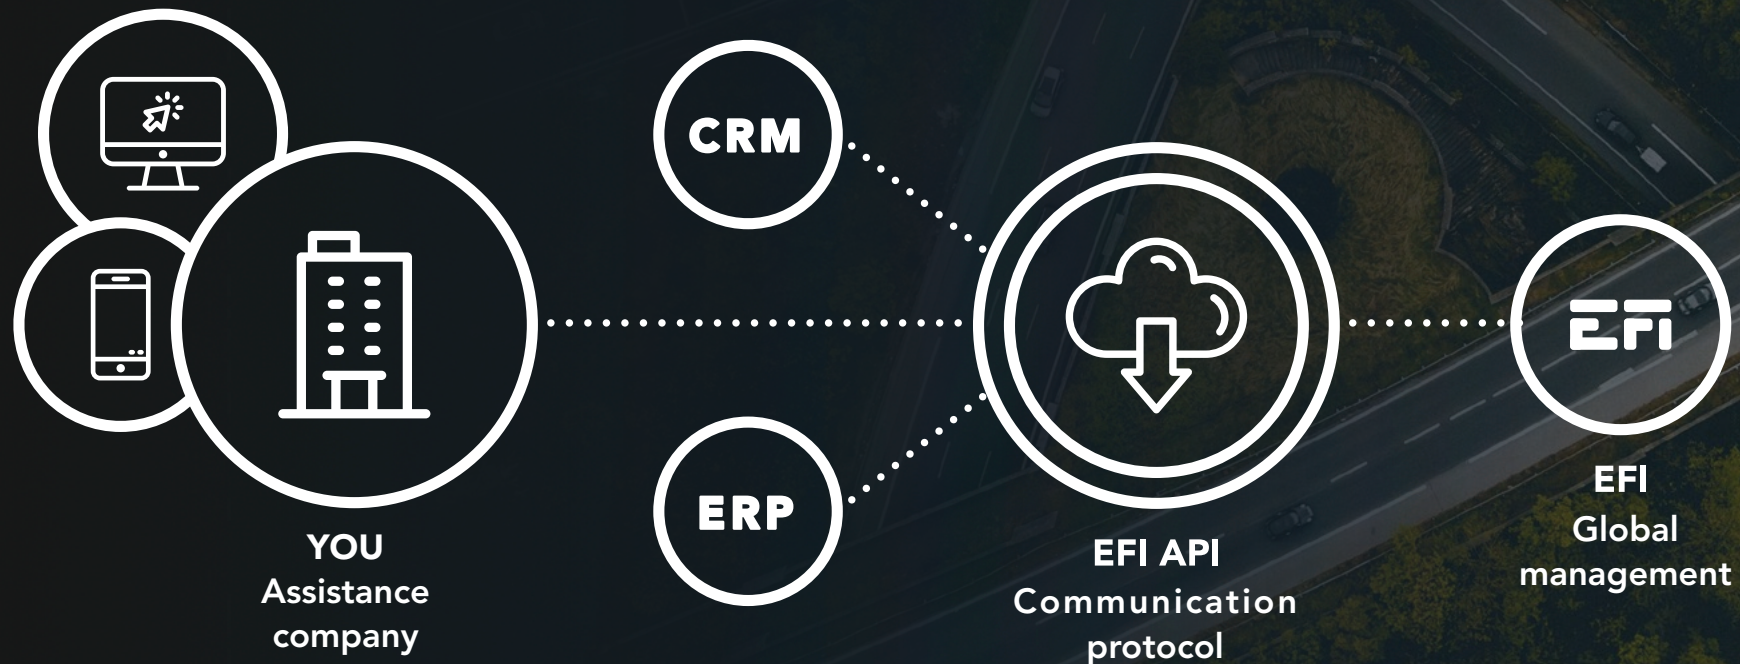 CRM
ERP
YOU
Assistance
company
EFI API
Communication
protocol
EFI
EFI
Global
management